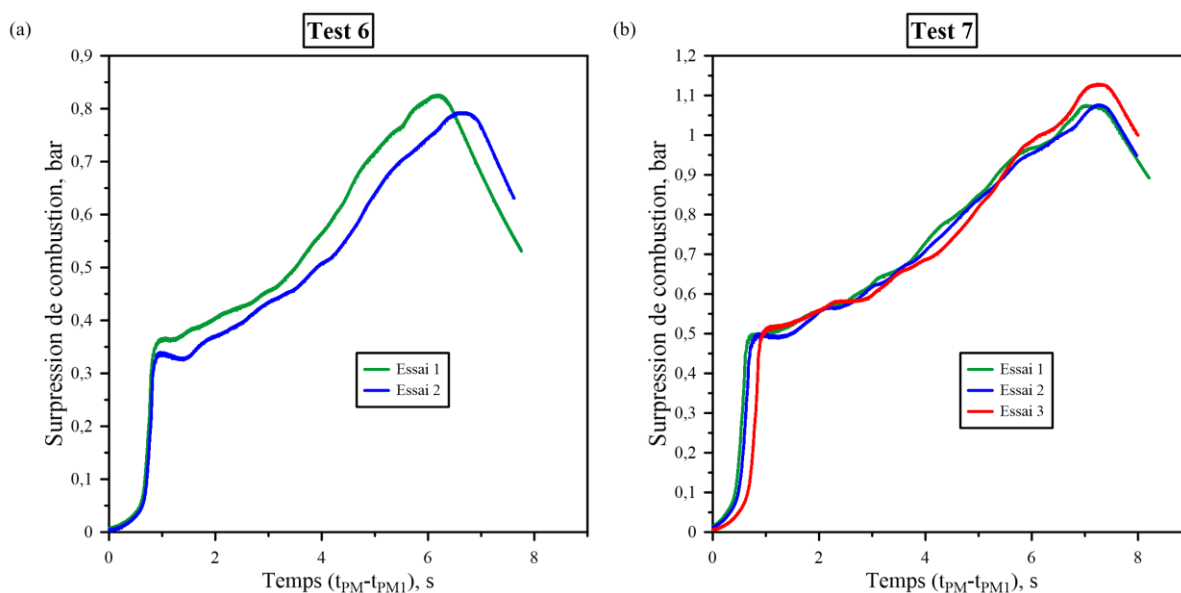 (a)
Test 6
0,9
0,8
0,7
0,6
0,5
0,4
0,3
0,2
0,1
0
Surpression de combustion, bar
0 2 4 6 8
Temps (tPM-tPM1), s
Essai 1
Essai 2
(b)
Test 7
1,2
1,1
1
0,9
0,8
0,7
0,6
0,5
0,4
0,3
0,2
0,1
0
Surpression de combustion, bar
0 2 4 6 8
Temps (tPM-tPM1), s
Essai 1
Essai 2
Essai 3